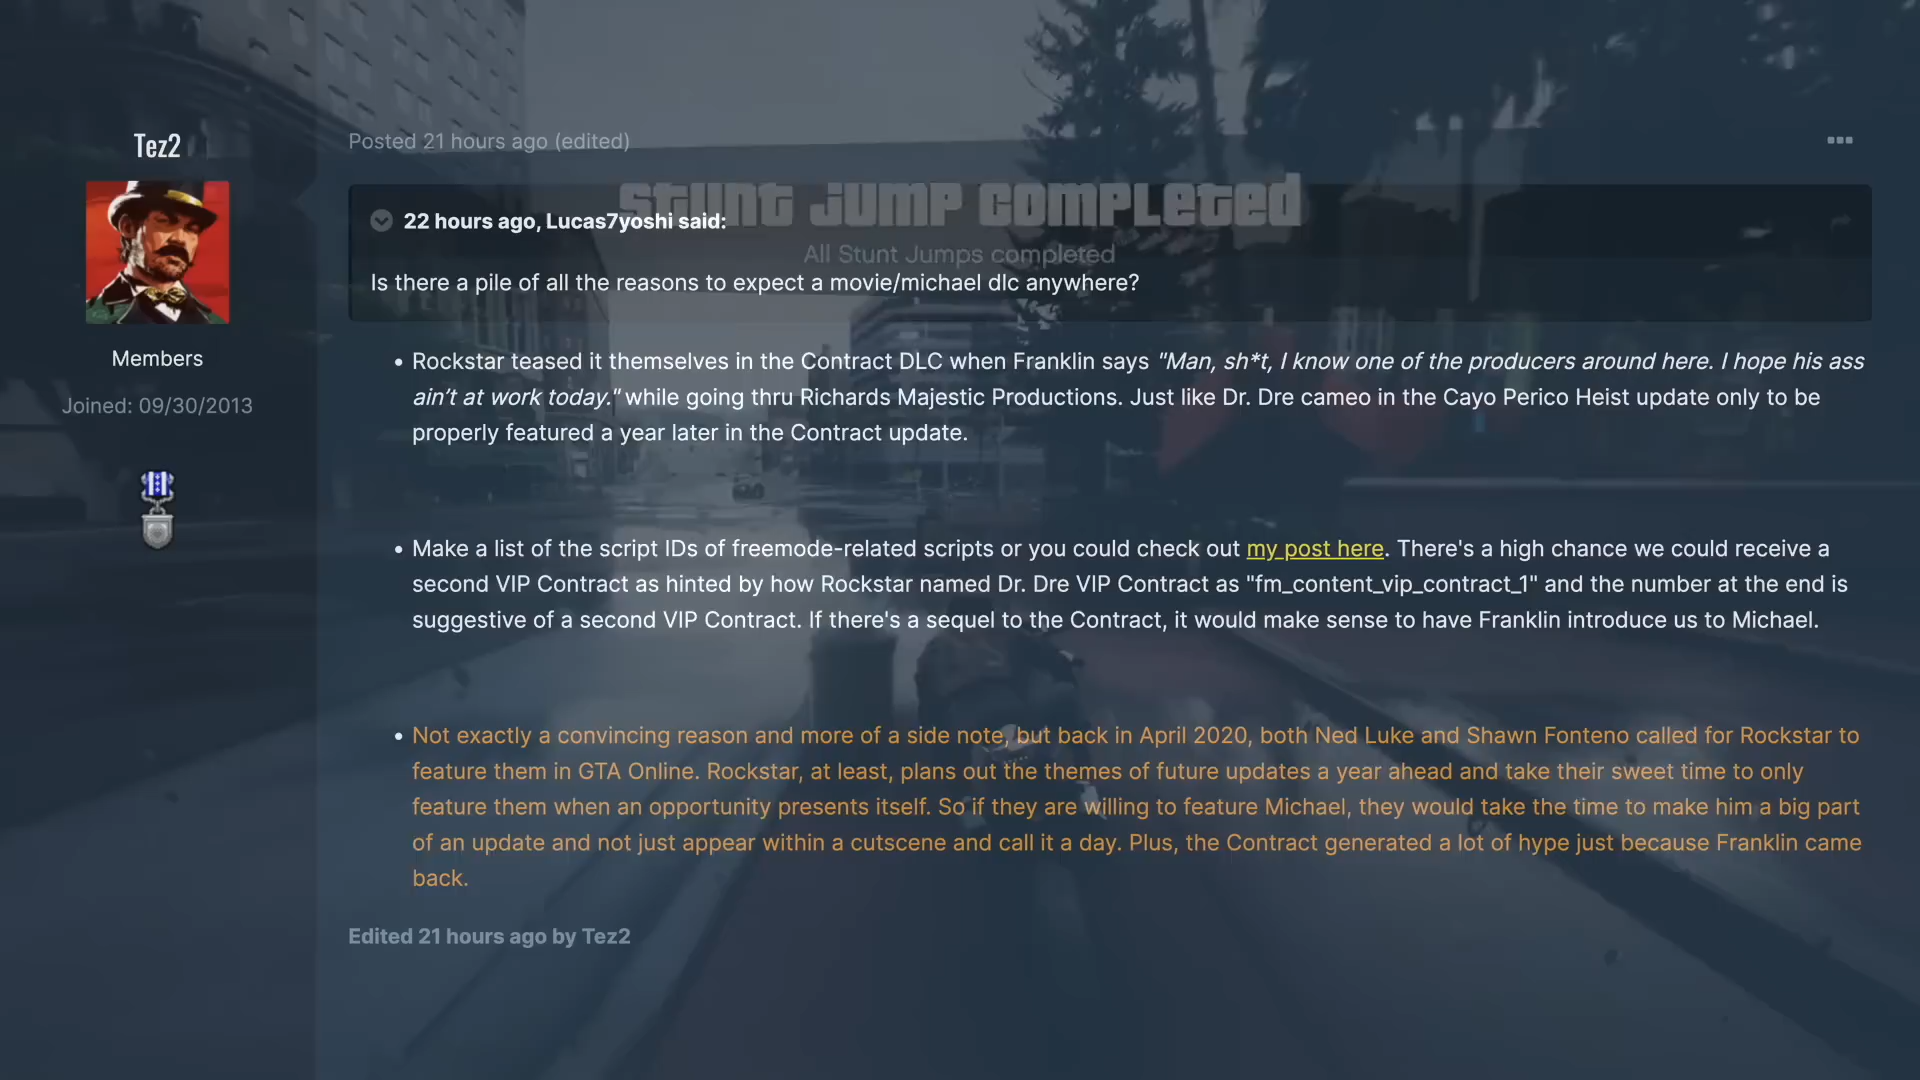 Tez2
Members
Joined: 09/30/2013
Posted 21 hours ago (edited)
stunt jump completed
All Stunt Jumps completed
22 hours ago, Lucas7yoshi said:
Is there a pile of all the reasons to expect a movie/michael dlc anywhere?
• Rockstar teased it themselves in the Contract DLC when Franklin says "Man, sh*t, I know one of the producers around here. I hope his ass
ain't at work today." while going thru Richards Majestic Productions. Just like Dr. Dre cameo in the Cayo Perico Heist update only to be
properly featured a year later in the Contract update.
• Make a list of the script IDs of freemode-related scripts or you could check out my post here. There's a high chance we could receive a
second VIP Contract as hinted by how Rockstar named Dr. Dre VIP Contract as "fm_content_vip_contract_1" and the number at the end is
suggestive of a second VIP Contract. If there's a sequel to the Contract, it would make sense to have Franklin introduce us to Michael.
• Not exactly a convincing reason and more of a side note, but back in April 2020, both Ned Luke and Shawn Fonteno called for Rockstar to
feature them in GTA Online. Rockstar, at least, plans out the themes of future updates a year ahead and take their sweet time to only
feature them when an opportunity presents itself. So if they are willing to feature Michael, they would take the time to make him a big part
of an update and not just appear within a cutscene and call it a day. Plus, the Contract generated a lot of hype just because Franklin came
back.
Edited 21 hours ago by Tez2